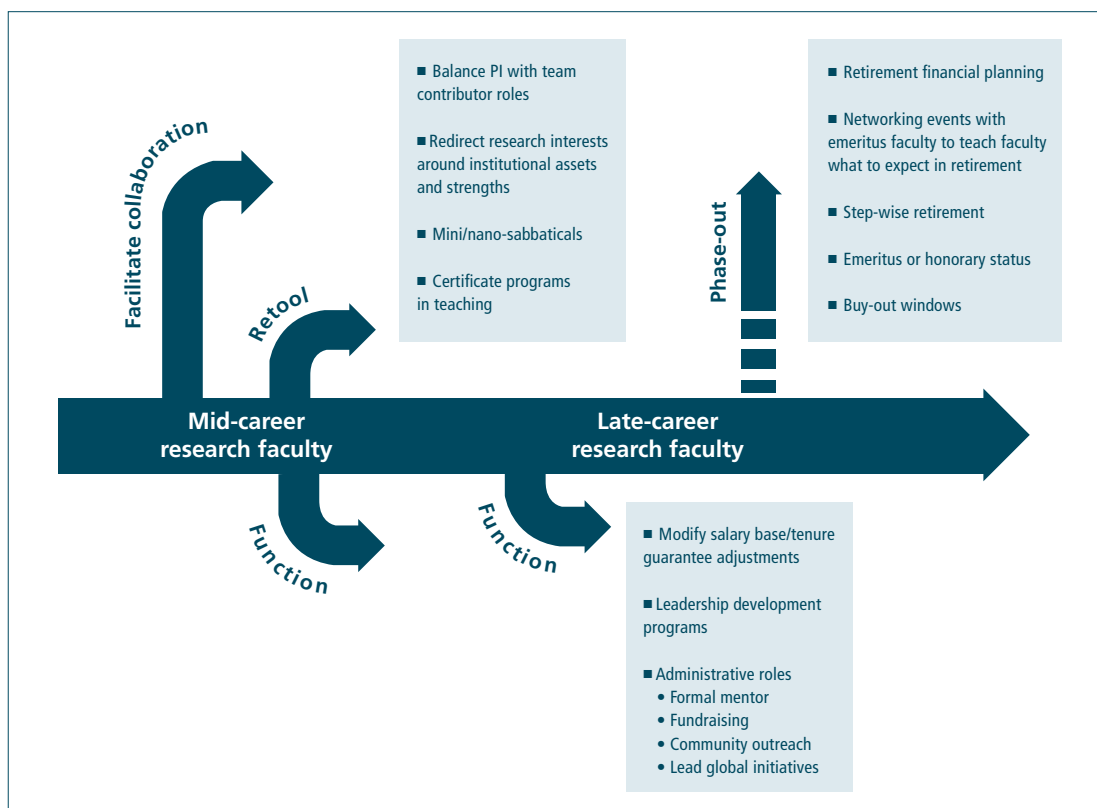 Facilitate collaboration
■ Balance PI with team
contributor roles
■ Redirect research interests
around institutional assets
and strengths
■ Mini/nano-sabbaticals
■ Certificate programs
in teaching
■ Retirement financial planning
■ Networking events with
emeritus faculty to teach faculty
what to expect in retirement
■ Step-wise retirement
■ Emeritus or honorary status
■ Buy-out windows
Retool
Phase-out
Mid-career
research faculty
Late-career
research faculty
Function
Function
■ Modify salary base/tenure
guarantee adjustments
■ Leadership development
programs
■ Administrative roles
• Formal mentor
• Fundraising
• Community outreach
• Lead global initiatives